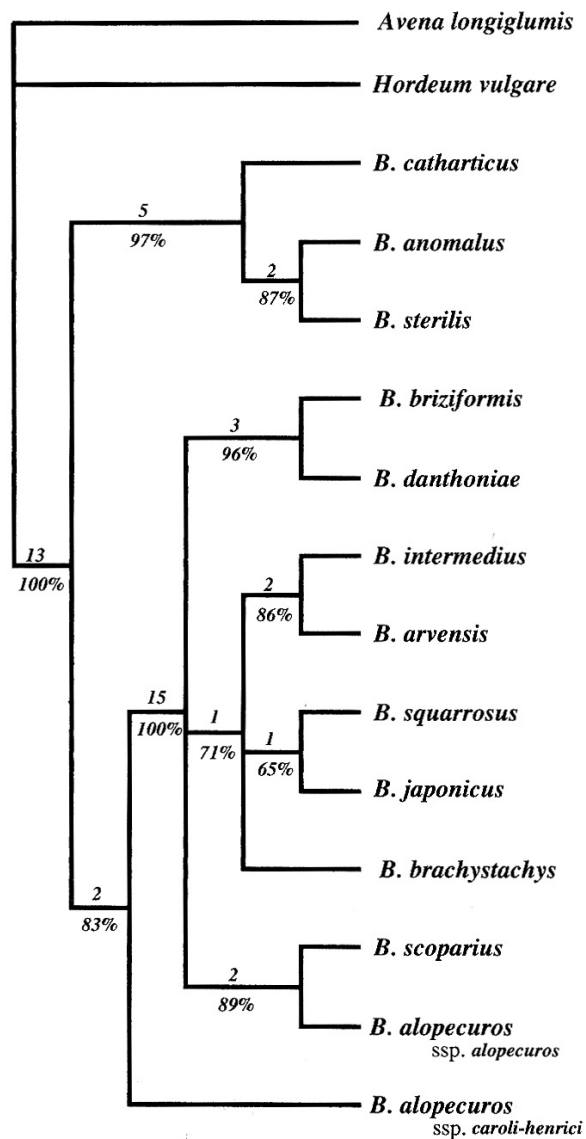 Avena longiglumis
Hordeum vulgare
B. catharticus
5
97%
B. anomalus
2
87%
B. sterilis
B. briziformis
3
96%
B. danthoniae
B. intermedius
13
100%
2
86%
B. arvensis
15
100%
B. squarrosus
1
71%
1
65%
B. japonicus
B. brachystachys
2
83%
B. scoparius
2
89%
B. alopecuros
ssp. alopecuros
B. alopecuros
ssp. caroli-henrici